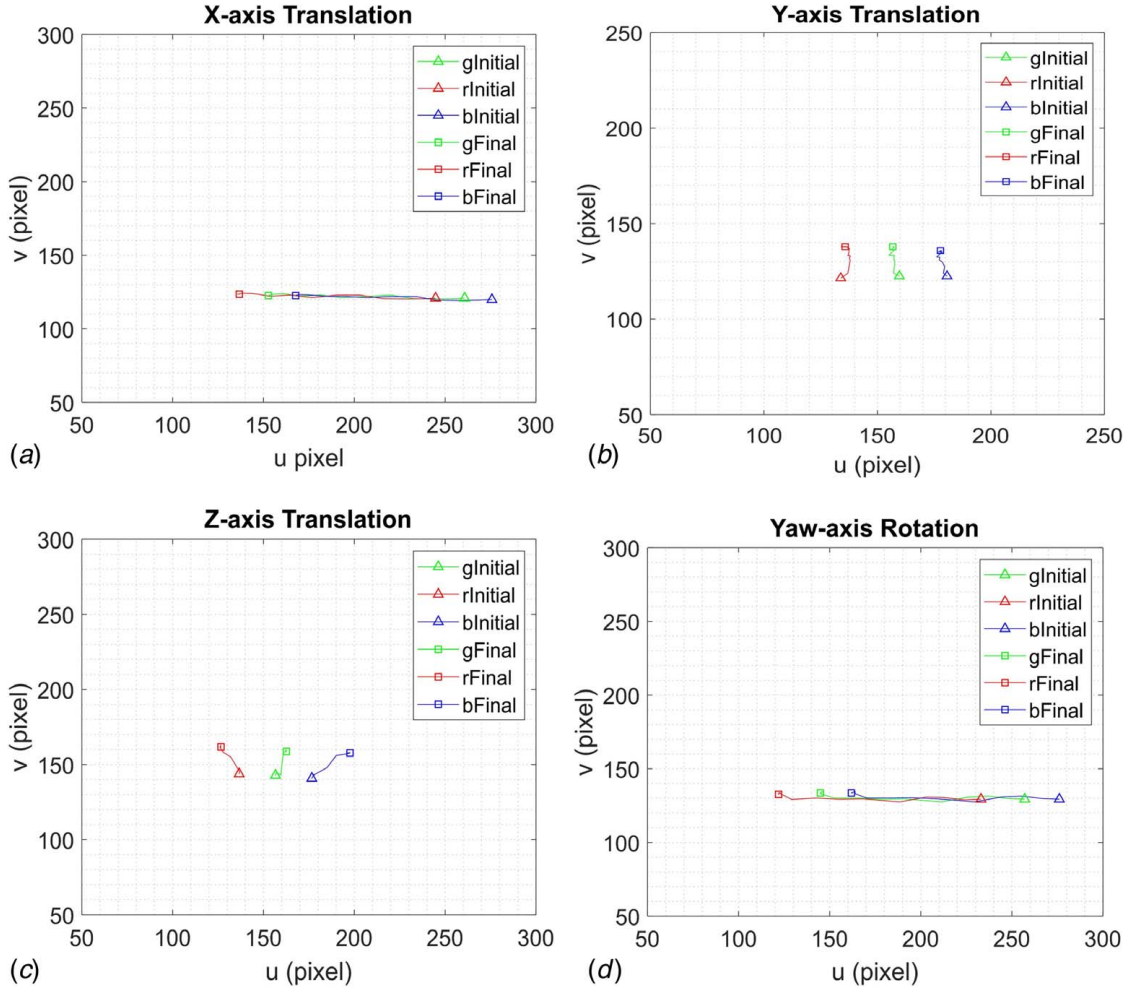 X-axis Translation
300
250
200
150
100
50
v (pixel)
50 100 150 200 250 300
u pixel
gInitial
rInitial
bInitial
gFinal
rFinal
bFinal
(a)
Y-axis Translation
250
200
150
100
50
v (pixel)
50 100 150 200 250
u (pixel)
gInitial
rInitial
bInitial
gFinal
rFinal
bFinal
(b)
Z-axis Translation
300
250
200
150
100
50
v (pixel)
50 100 150 200 250 300
u (pixel)
gInitial
rInitial
bInitial
gFinal
rFinal
bFinal
(c)
Yaw-axis Rotation
300
250
200
150
100
50
v (pixel)
50 100 150 200 250 300
u (pixel)
gInitial
rInitial
bInitial
gFinal
rFinal
bFinal
(d)